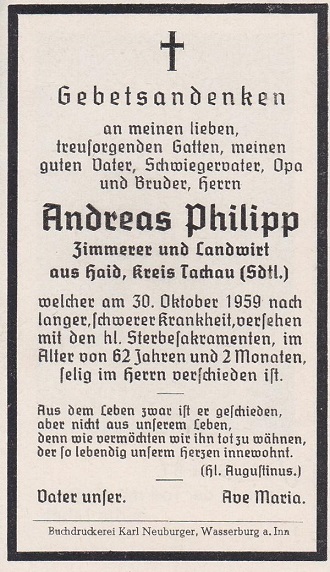 Gebetsandenken
an meinen lieben,
treusorgenden Gatten, meinen
guten Vater, Schwiegervater, Opa
und Bruder, Herrn
Andreas Philipp
Zimmerer und Landwirt
aus Haid, Kreis Tachau (Sdtl.)
welcher am 30. Oktober 1959 nach
langer, schwerer Krankheit, versehen
mit den hl. Sterbesakramenten, im
Alter von 62 Jahren und 2 Monaten,
selig im Herrn verschieden ist.
Aus dem Leben zwar ist er geschieden,
aber nicht aus unserem Leben,
denn wie vermöchten wir ihn tot zu wähnen,
der so lebendig unserm Herzen innewohnt.
(Hl. Augustinus.)
Vater unser. Ave Maria.
Buchdruckerei Karl Neuburger, Wasserburg a. Inn